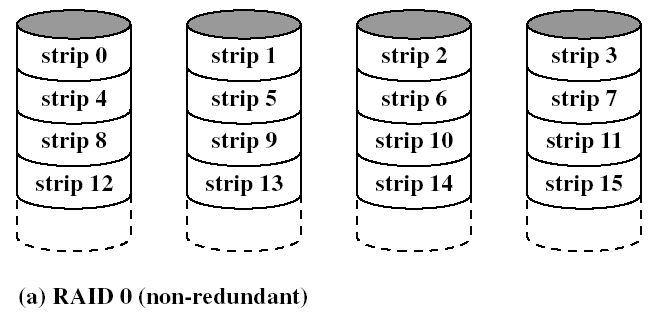 strip 0 strip 1 strip 2 strip 3
strip 4 strip 5 strip 6 strip 7
strip 8 strip 9 strip 10 strip 11
strip 12 strip 13 strip 14 strip 15
(a) RAID 0 (non-redundant)